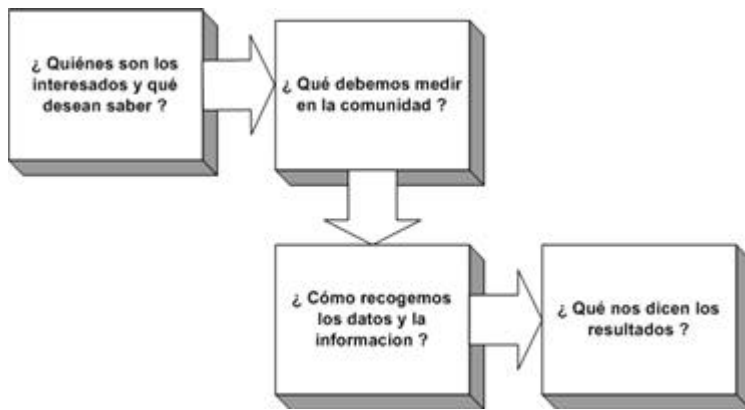 ¿ Quiénes son los
interesados y qué
desean saber ?
¿ Qué debemos medir
en la comunidad ?
¿ Cómo recogemos
los datos y la
informacion ?
¿ Qué nos dicen los
resultados ?